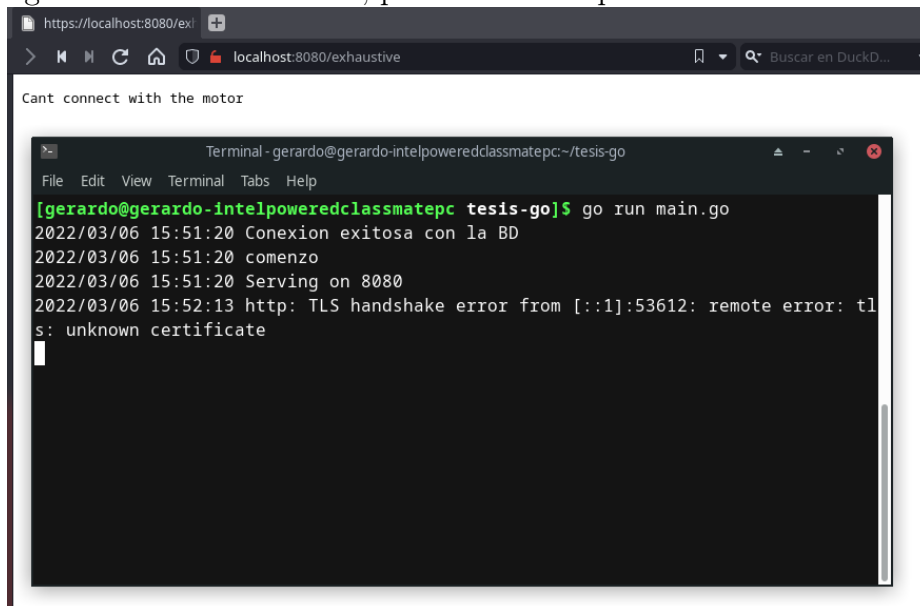 https://localhost:8080/exh
localhost:8080/exhaustive
Buscar en DuckD...
Cant connect with the motor
Terminal - gerardo@gerardo-intelpoweredclassmatepc:~/tesis-go
File Edit View Terminal Tabs Help
[gerardo@gerardo-intelpoweredclassmatepc tesis-go]$ go run main.go
2022/03/06 15:51:20 Conexion exitosa con la BD
2022/03/06 15:51:20 comenzo
2022/03/06 15:51:20 Serving on 8080
2022/03/06 15:52:13 http: TLS handshake error from [::1]:53612: remote error: tl
s: unknown certificate